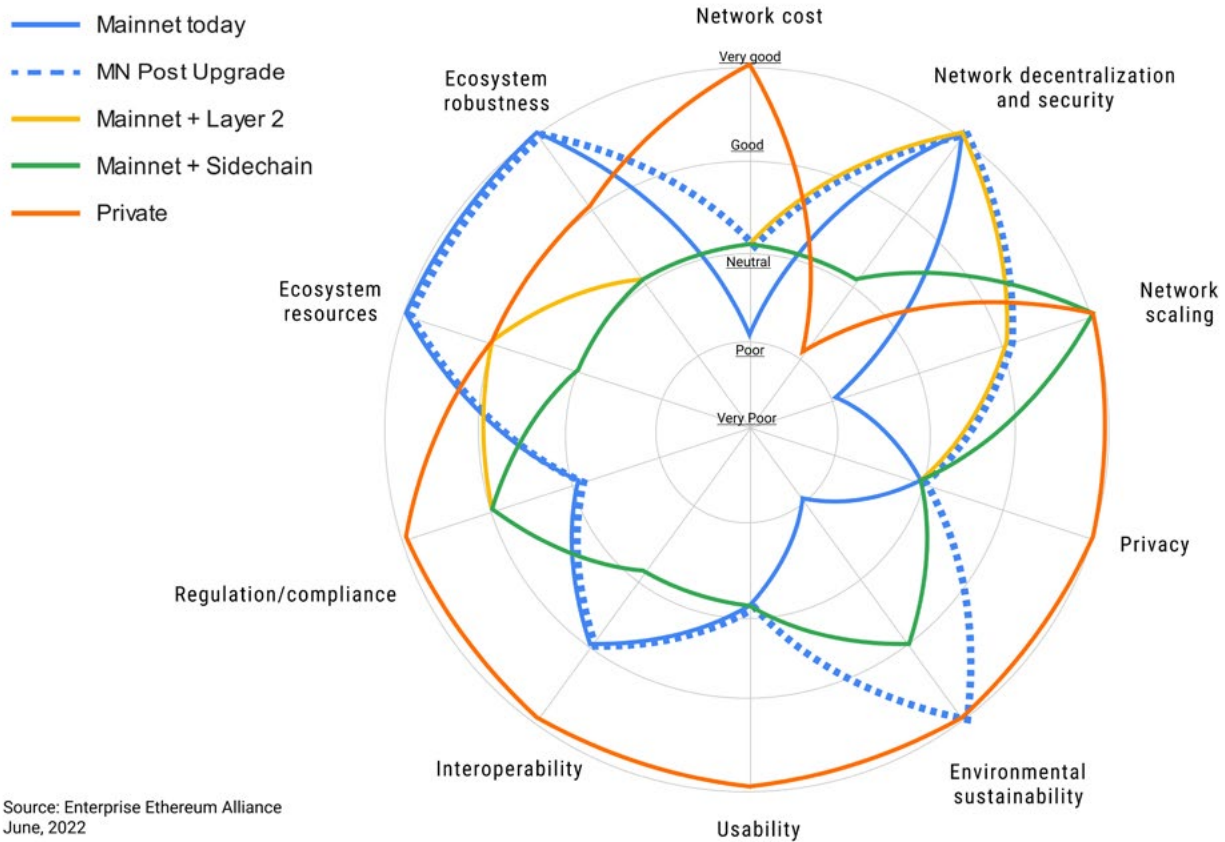 Mainnet today
MN Post Upgrade
Mainnet + Layer 2
Mainnet + Sidechain
Private
Network cost
Very good
Good
Neutral
Poor
Very Poor
Network decentralization
and security
Network
scaling
Privacy
Environmental
sustainability
Usability
Interoperability
Regulation/compliance
Ecosystem
resources
Ecosystem
robustness
Source: Enterprise Ethereum Alliance
June, 2022